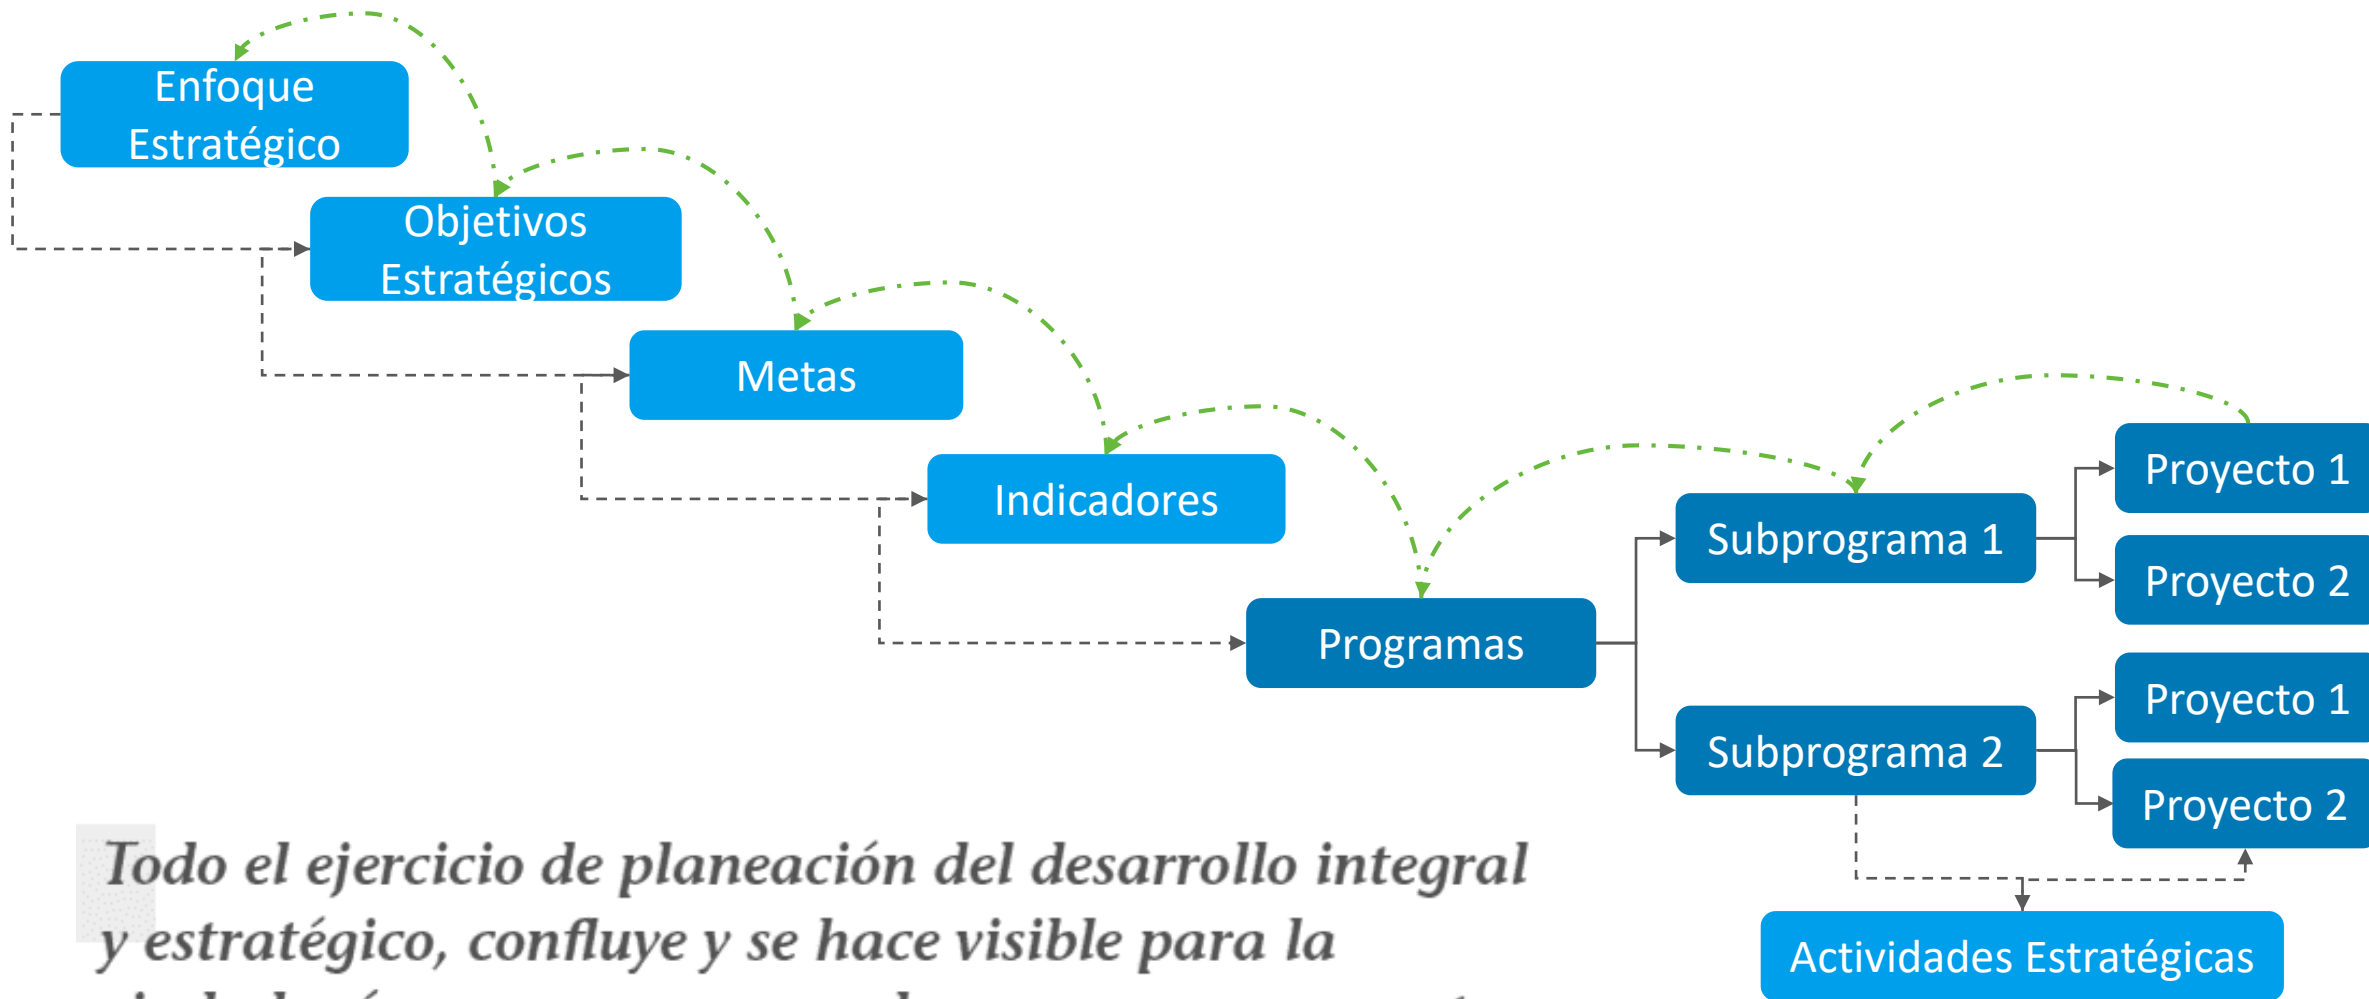 Enfoque
Estratégico
Objetivos
Estratégicos
Metas
Indicadores
Programas
Subprograma 1
Proyecto 1
Proyecto 2
Subprograma 2
Proyecto 1
Proyecto 2
Actividades Estratégicas
Todo el ejercicio de planeación del desarrollo integral
y estratégico, confluye y se hace visible para la